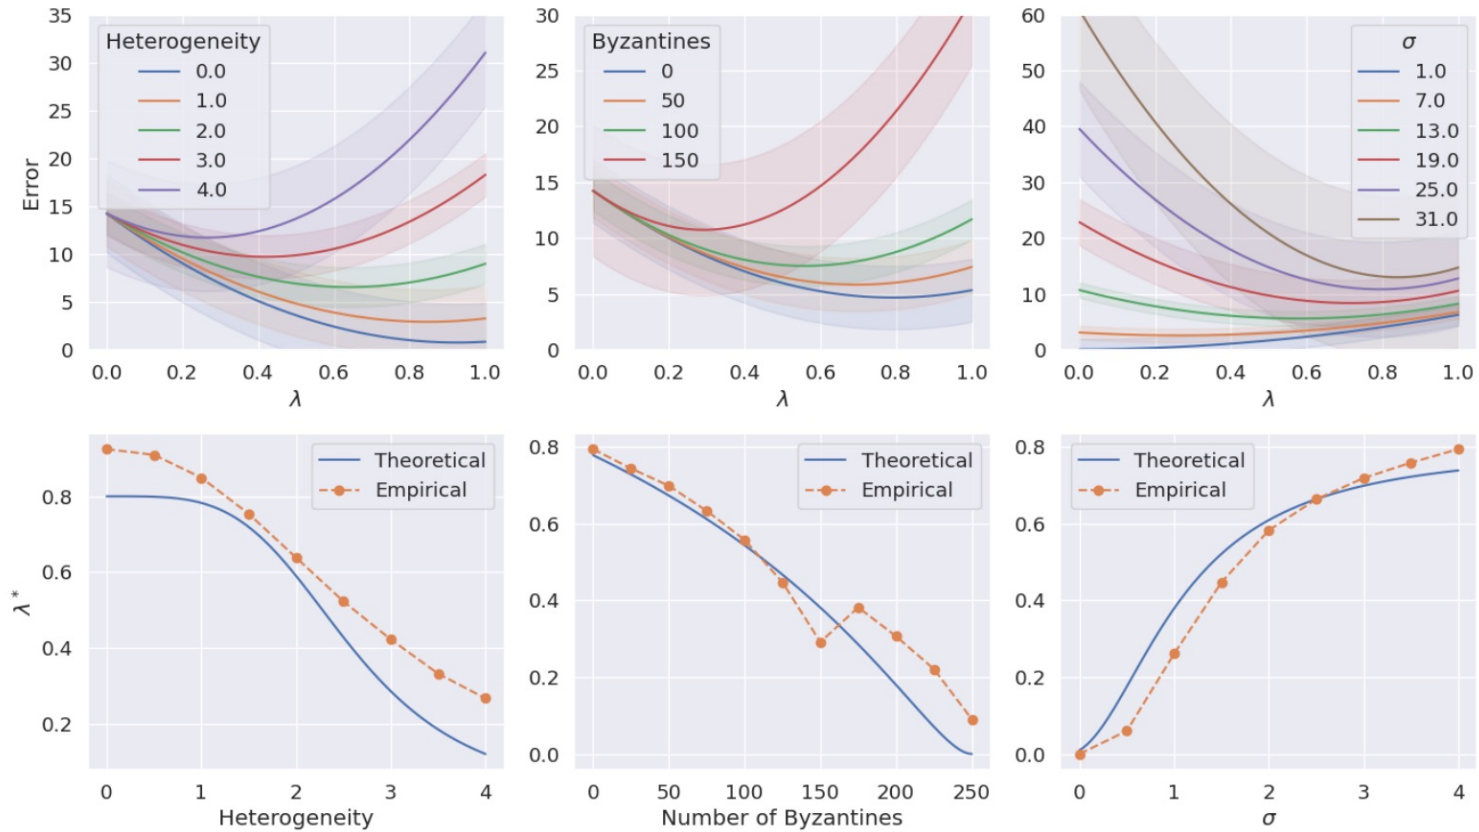 Error
35
30
25
20
15
10
5
0
Heterogeneity
0.0
1.0
2.0
3.0
4.0
0.0 0.2 0.4 0.6 0.8 1.0
λ
30
25
20
15
10
5
0
Byzantines
0
50
100
150
0.0 0.2 0.4 0.6 0.8 1.0
λ
60
50
40
30
20
10
0
σ
1.0
7.0
13.0
19.0
25.0
31.0
0.0 0.2 0.4 0.6 0.8 1.0
λ
λ*
0.8
0.6
0.4
0.2
Theoretical
Empirical
0 1 2 3 4
Heterogeneity
0.8
0.6
0.4
0.2
0.0
Theoretical
Empirical
0 50 100 150 200 250
Number of Byzantines
0.8
0.6
0.4
0.2
0.0
Theoretical
Empirical
0 1 2 3 4
σ